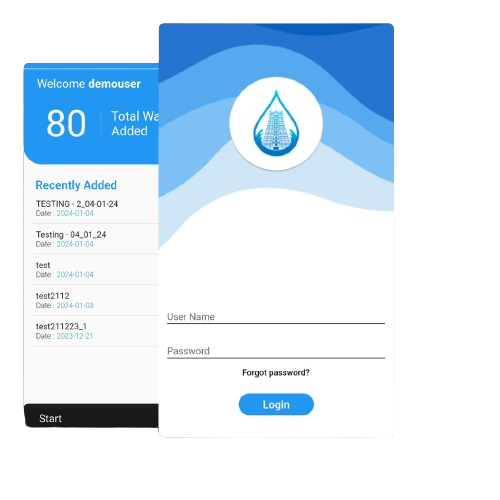 Welcome demouser
80
Total Wa
Added
Recently Added
TESTING - 2_04-01-24
Date : 2024-01-04
Testing - 04_01_24
Date : 2024-01-04
test
Date : 2024-01-04
test2112
Date : 2024-01-03
test211223_1
Date : 2023-12-21
Start
User Name
Password
Forgot password?
Login